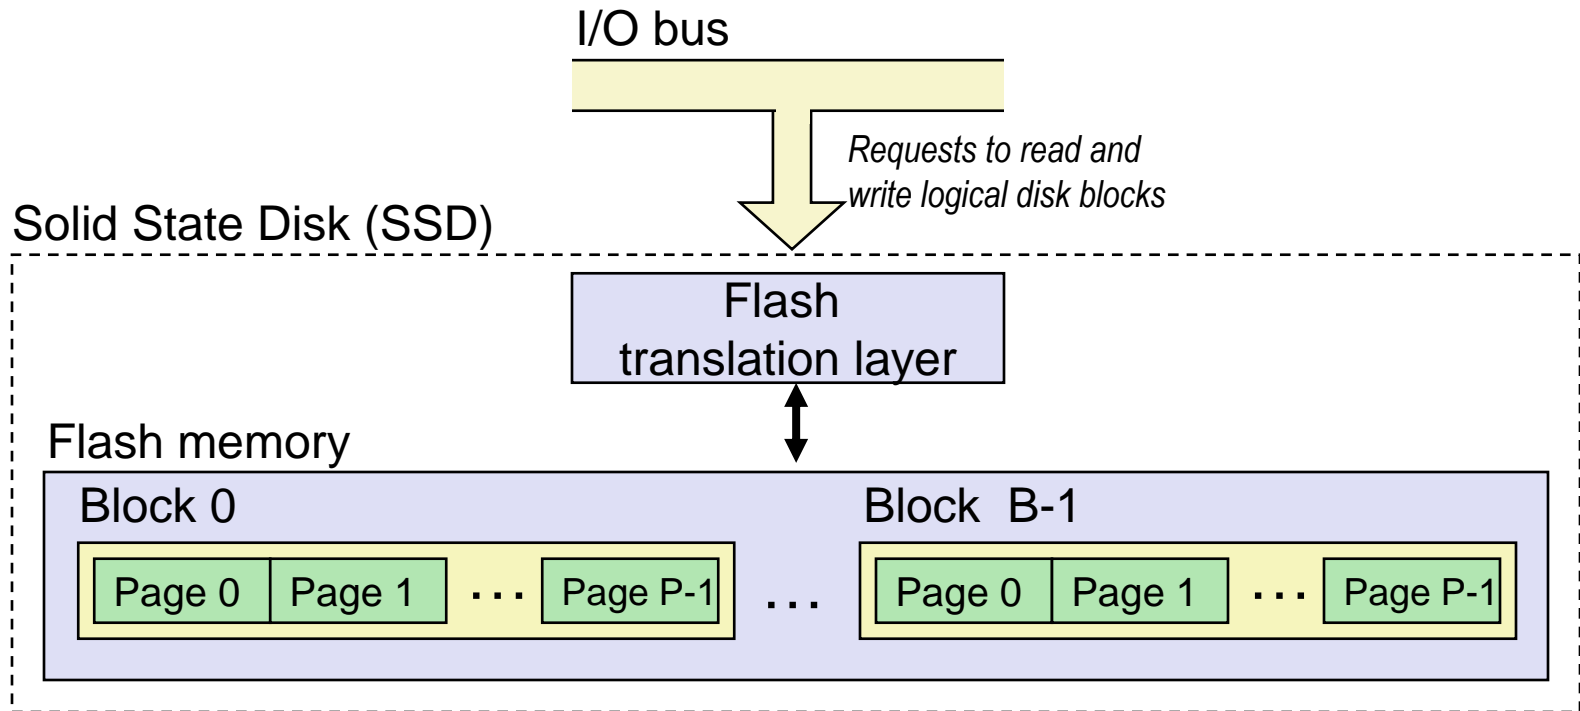 I/O bus
Requests to read and
write logical disk blocks
Solid State Disk (SSD)
Flash
translation layer
Flash memory
Block 0
Block B-1
Page 0 Page 1 ... Page P-1 ... Page 0 Page 1 ... Page P-1